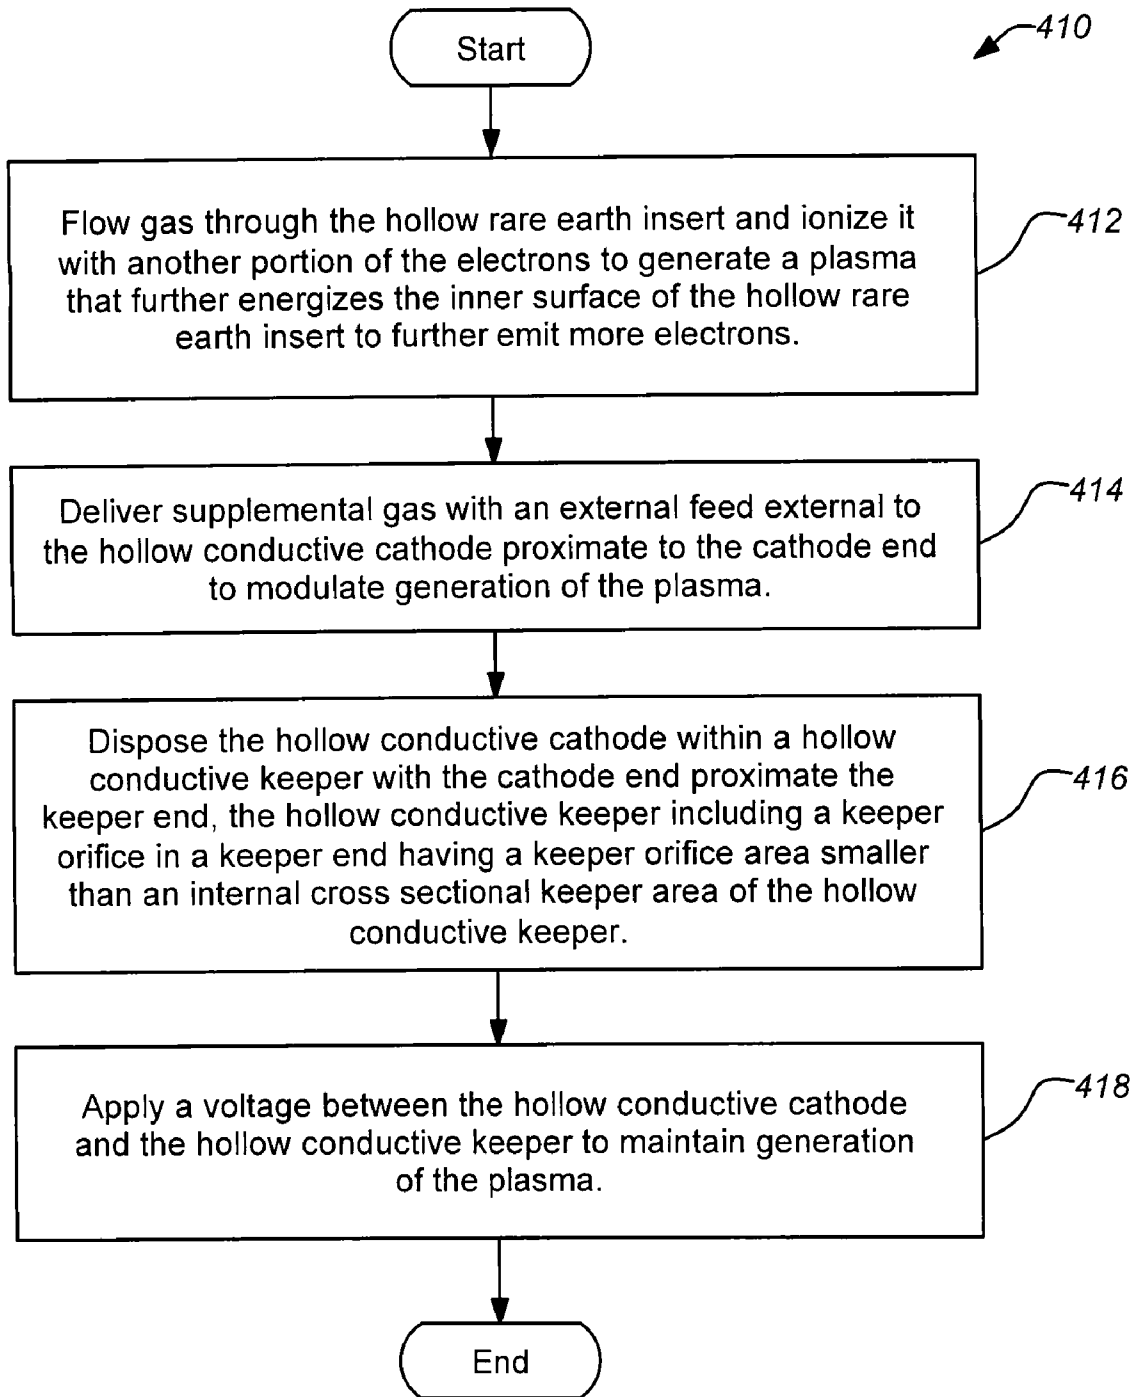 Start
410
Flow gas through the hollow rare earth insert and ionize it
with another portion of the electrons to generate a plasma
that further energizes the inner surface of the hollow rare
earth insert to further emit more electrons.
412
Deliver supplemental gas with an external feed external to
the hollow conductive cathode proximate to the cathode end
to modulate generation of the plasma.
414
Dispose the hollow conductive cathode within a hollow
conductive keeper with the cathode end proximate the
keeper end, the hollow conductive keeper including a keeper
orifice in a keeper end having a keeper orifice area smaller
than an internal cross sectional keeper area of the hollow
conductive keeper.
416
Apply a voltage between the hollow conductive cathode
and the hollow conductive keeper to maintain generation
of the plasma.
418
End